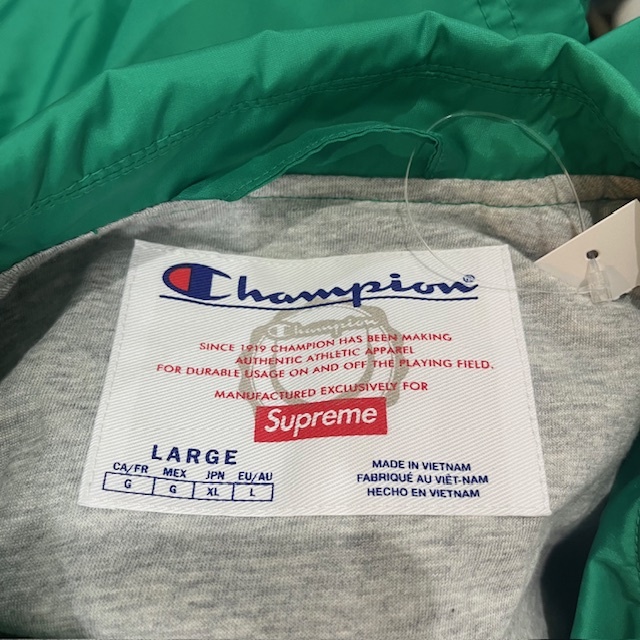 Champion
Champion
SINCE 1919 CHAMPION HAS BEEN MAKING
AUTHENTIC ATHLETIC APPAREL
FOR DURABLE USAGE ON AND OFF THE PLAYING FIELD.
MANUFACTURED EXCLUSIVELY FOR
Supreme
LARGE
CA/FR MEX JPN EU/AU
G G XL L
MADE IN VIETNAM
FABRIQUÉ AU VIÊT-NAM
HECHO EN VIETNAM